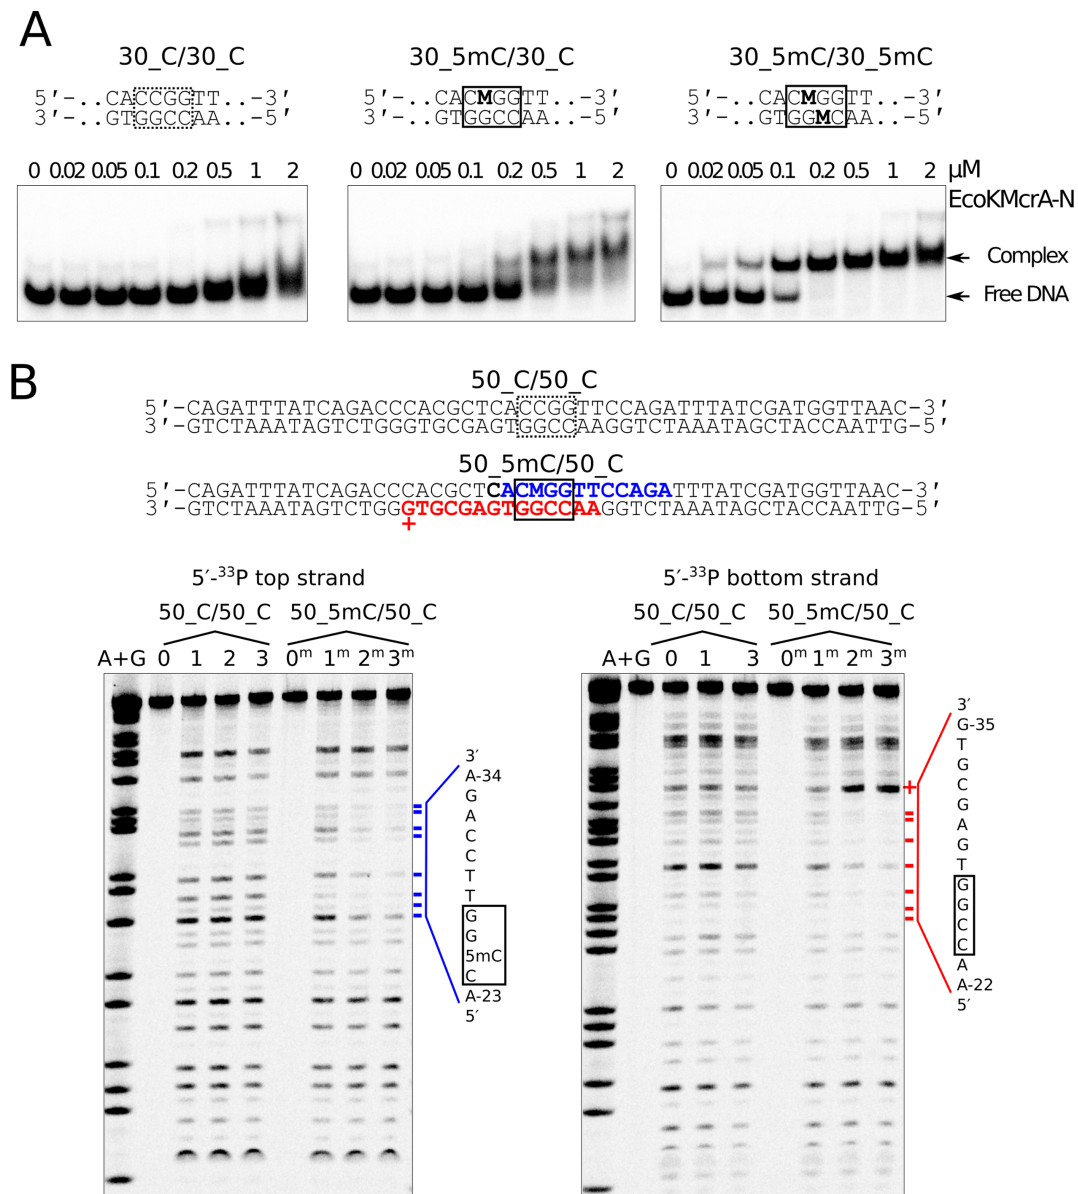 A
30_C/30_C
30_5mC/30_C
30_5mC/30_5mC
5′-..CACCGGTT..-3′
3′-..GTGGCCAA..-5′
5′-..CACMGGTT..-3′
3′-..GTGGCCAA..-5′
5′-..CACMGGTT..-3′
3′-..GTGGMCAA..-5′
0 0.02 0.05 0.1 0.2 0.5 1 2
0 0.02 0.05 0.1 0.2 0.5 1 2
0 0.02 0.05 0.1 0.2 0.5 1 2 μM
EcoKMcrA-N
Complex
Free DNA
B
50_C/50_C
5′-CAGATTTATCAGACCCACGCTCACCGGTTCCAGATTTATCGATGGTTAAC-3′
3′-GTCTAAATAGTCTGGGTGCGAGTGGCCAAGGTCTAAATAGCTACCAATTG-5′
50_5mC/50_C
5′-CAGATTTATCAGACCCACGCTCACMGGTTCCAGATTTATCGATGGTTAAC-3′
3′-GTCTAAATAGTCTGGGTGCGAGTGGCCAAGGTCTAAATAGCTACCAATTG-5′
+
5′-³³P top strand
50_C/50_C 50_5mC/50_C
A+G 0 1 2 3 0ᵐ 1ᵐ 2ᵐ 3ᵐ
3′
A-34
G
A
C
C
T
T
G
G
5mC
C
A-23
5′
5′-³³P bottom strand
50_C/50_C 50_5mC/50_C
A+G 0 1 3 0ᵐ 1ᵐ 2ᵐ 3ᵐ
+
3′
G-35
T
G
C
G
A
G
T
G
G
C
C
A
A-22
5′